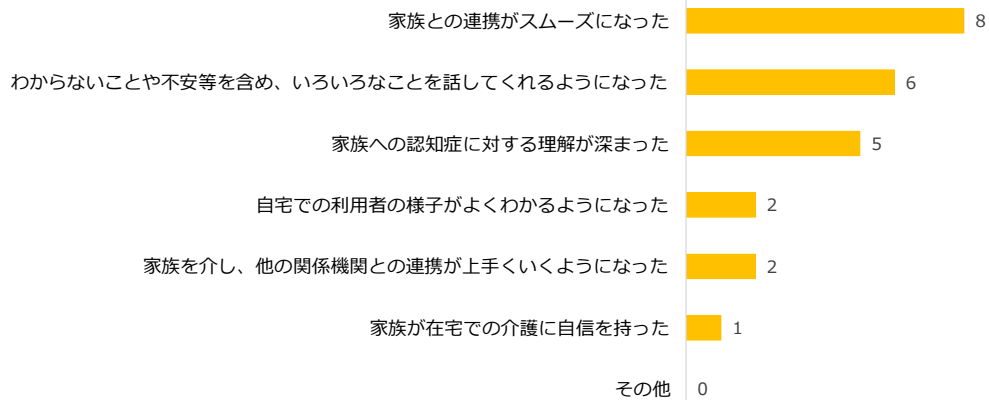 家族との連携がスムーズになった 8
わからないことや不安等を含め、いろいろなことを話してくれるようになった 6
家族への認知症に対する理解が深まった 5
自宅での利用者の様子がよくわかるようになった 2
家族を介し、他の関係機関との連携が上手くいくようになった 2
家族が在宅での介護に自信を持った 1
その他 0